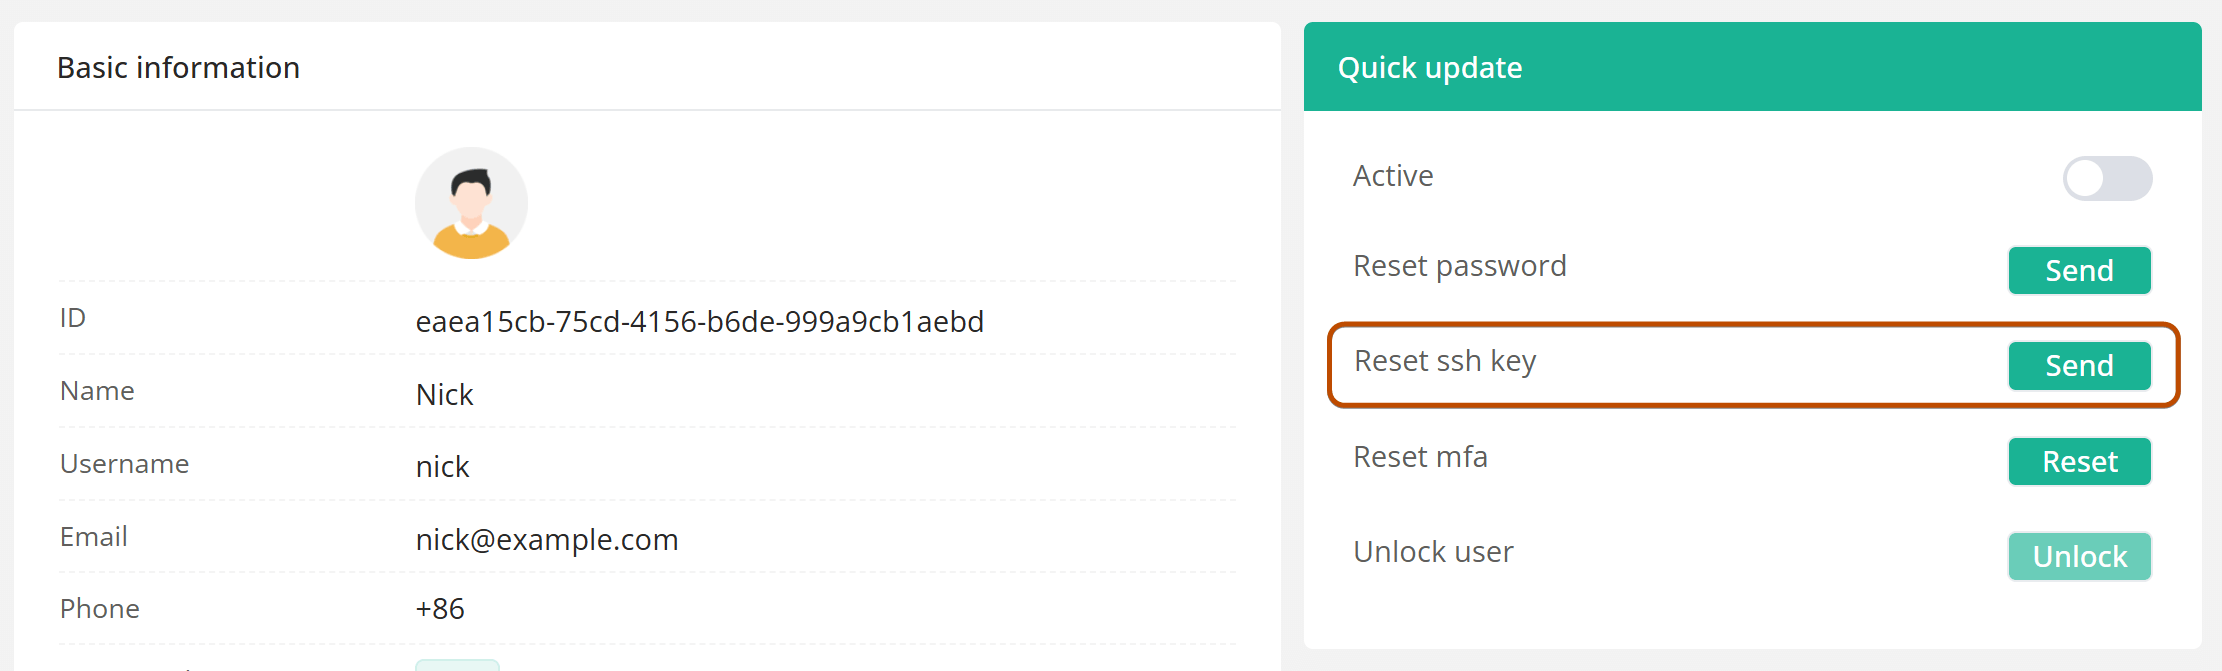 Basic information
ID
eaea15cb-75cd-4156-b6de-999a9cb1aebd
Name
Nick
Username
nick
Email
nick@example.com
Phone
+86
Quick update
Active
Reset password
Send
Reset ssh key
Send
Reset mfa
Reset
Unlock user
Unlock